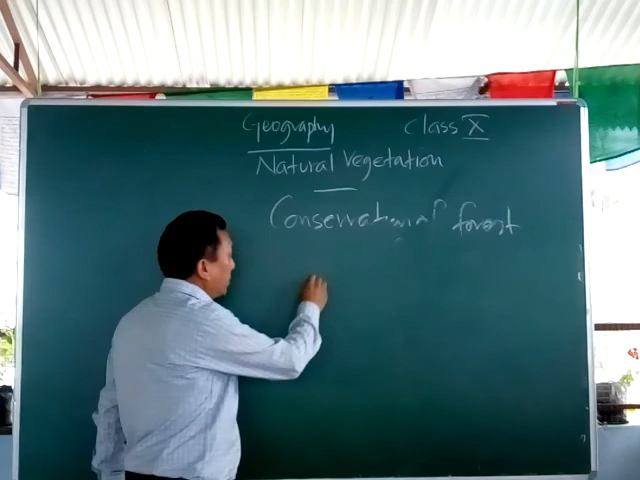 Geography Class X
Natural Vegetation
Conservation of forest